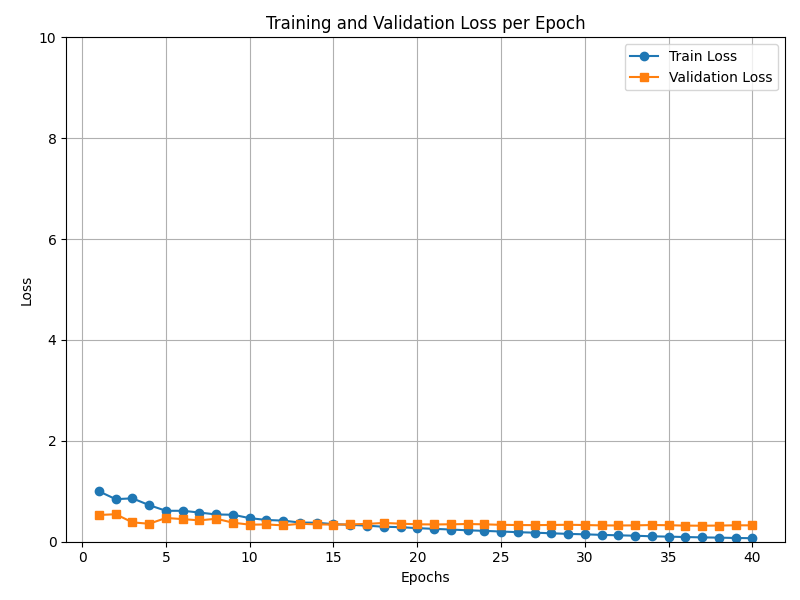 Training and Validation Loss per Epoch
Train Loss
Validation Loss
Loss
10
8
6
4
2
0
0 5 10 15 20 25 30 35 40
Epochs